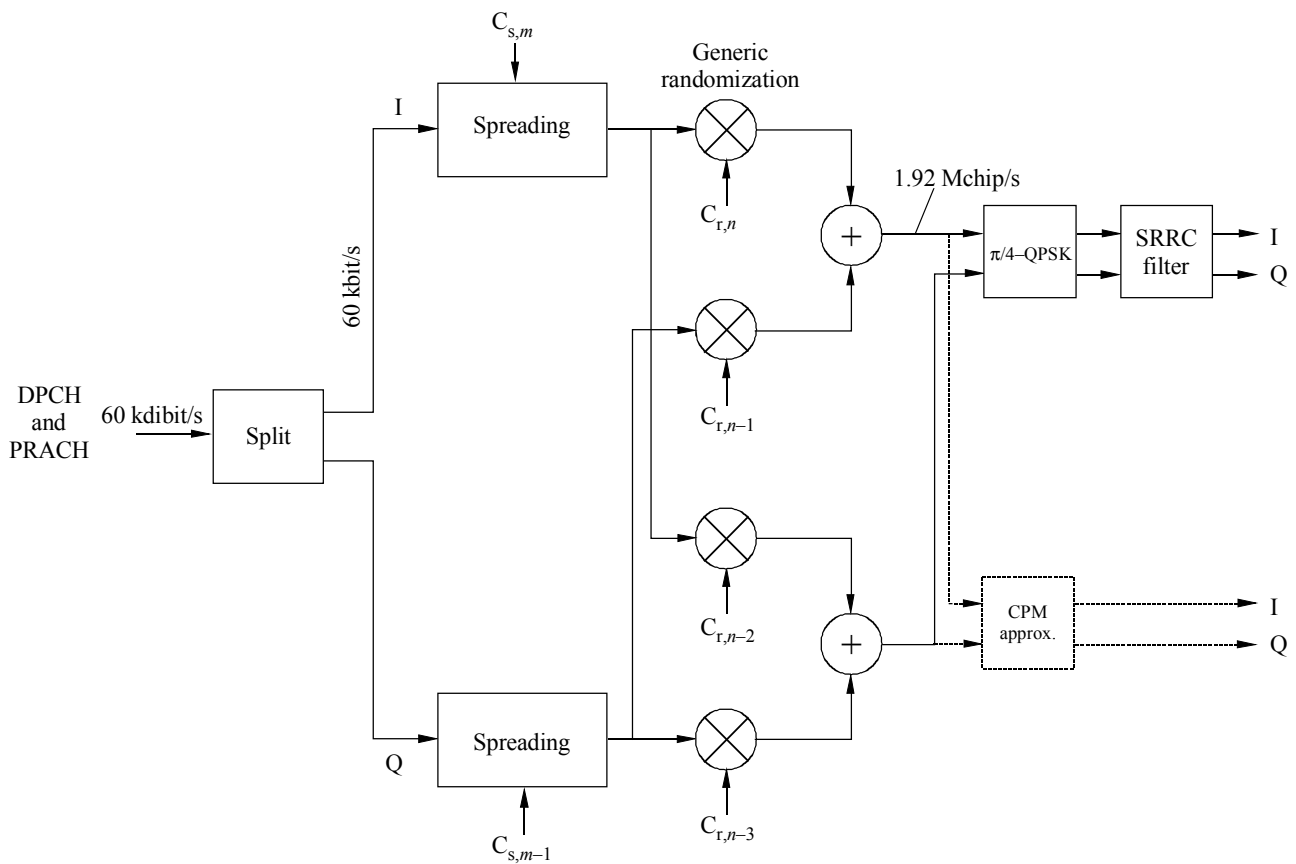 C_s,m
Generic
randomization
I
Spreading
60 kbit/s
C_r,n
1.92 Mchip/s
+
π/4–QPSK
SRRC
filter
I
Q
C_r,n–1
DPCH
and
PRACH
60 kdibit/s
Split
C_r,n–2
CPM
approx.
I
Q
+
Spreading
Q
C_r,n–3
C_s,m–1